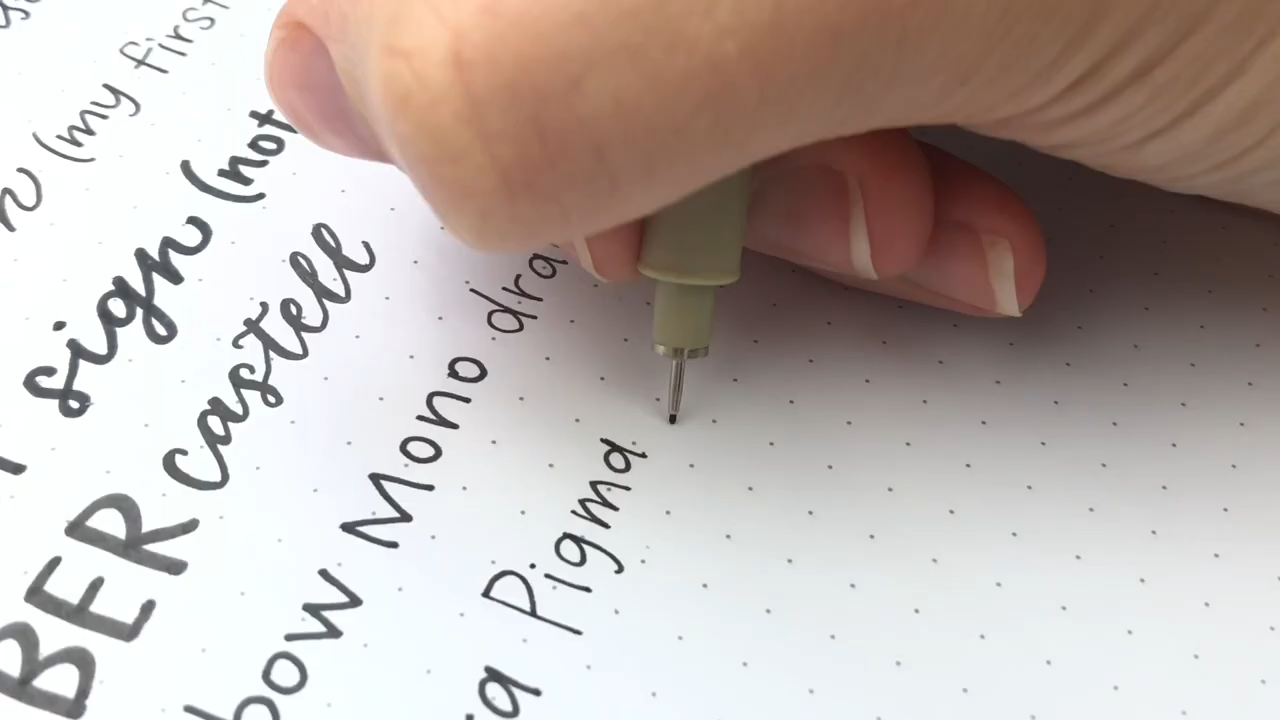 (my first
sign (not
BER castell
bow Mono dra
a Pigma